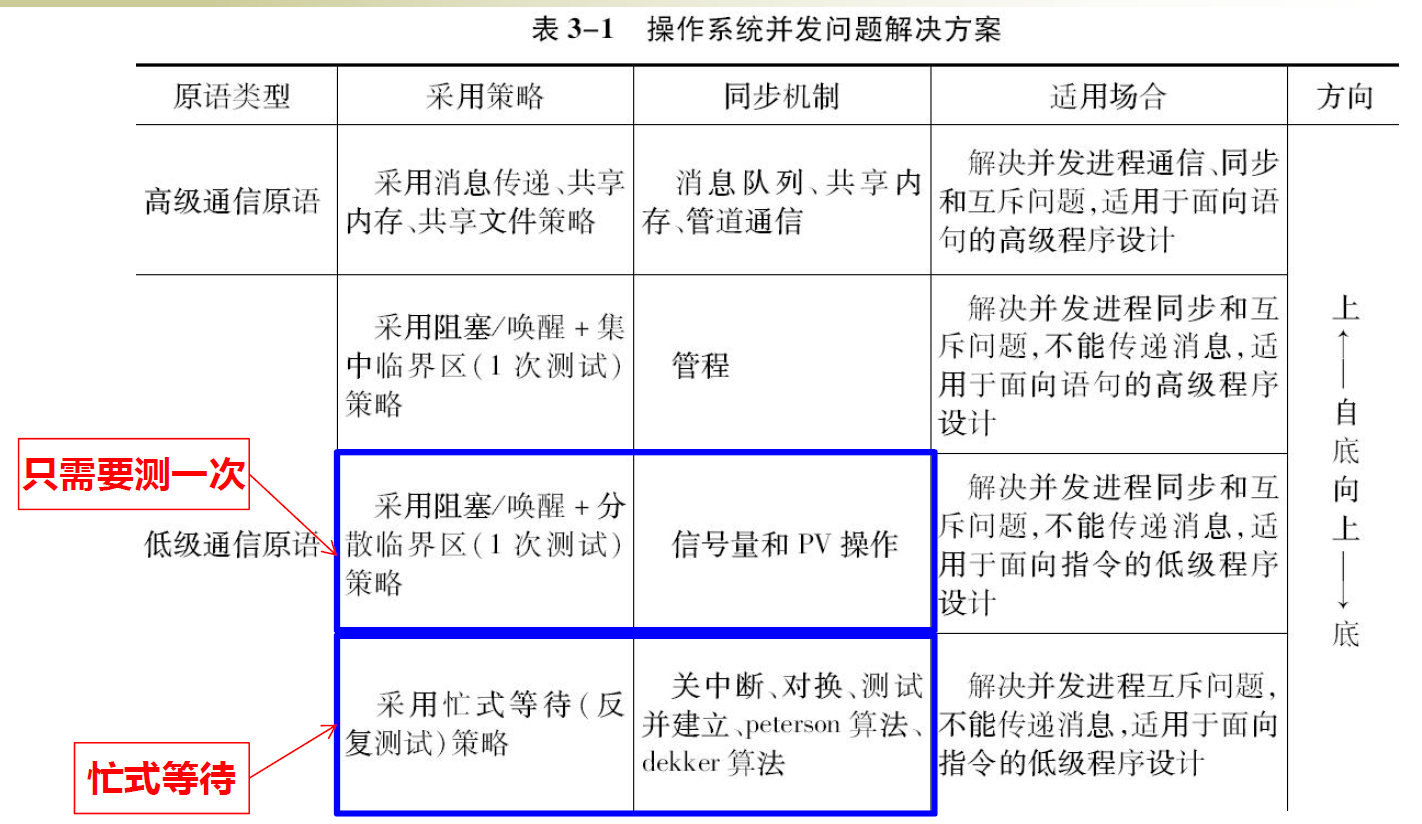 表 3-1 操作系统并发问题解决方案
原语类型
采用策略
同步机制
适用场合
方向
高级通信原语
采用消息传递、共享
内存、共享文件策略
消息队列、共享内
存、管道通信
解决并发进程通信、同步
和互斥问题,适用于面向语
句的高级程序设计
采用阻塞/唤醒+集
中临界区(1次测试)
策略
管程
解决并发进程同步和互
斥问题,不能传递消息,适
用于面向语句的高级程序
设计
只需要测一次
低级通信原语
采用阻塞/唤醒+分
散临界区(1次测试)
策略
信号量和 PV 操作
解决并发进程同步和互
斥问题,不能传递消息,适
用于面向指令的低级程序
设计
忙式等待
采用忙式等待(反
复测试)策略
关中断、对换、测试
并建立、peterson 算法、
dekker 算法
解决并发进程互斥问题,
不能传递消息,适用于面向
指令的低级程序设计
上
自
底
向
上
底